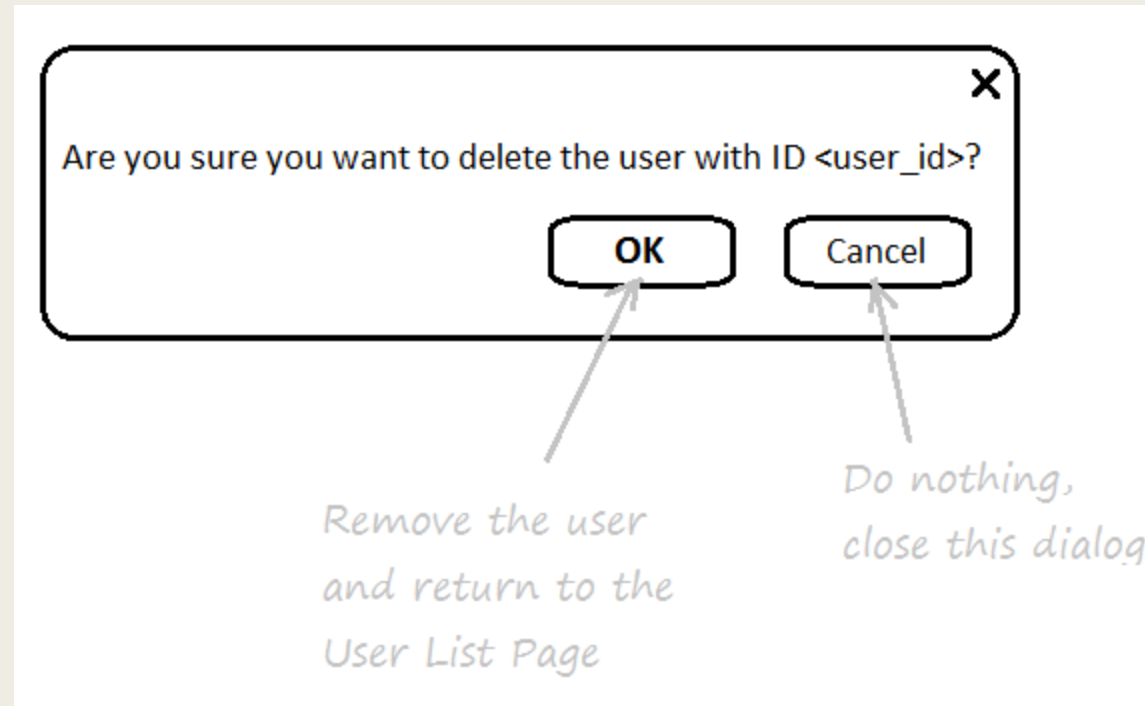 Are you sure you want to delete the user with ID <user_id>?
OK
Cancel
Remove the user
and return to the
User List Page
Do nothing,
close this dialog